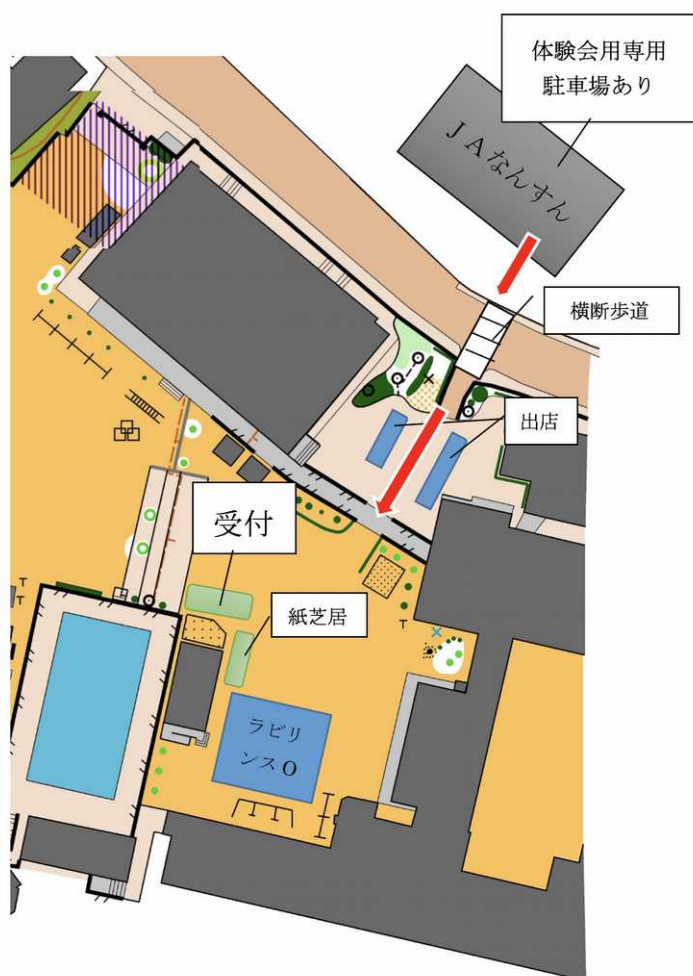 体験会用専用
駐車場あり
ＪＡなんすん
横断歩道
出店
受付
紙芝居
ラビリ
ンスO